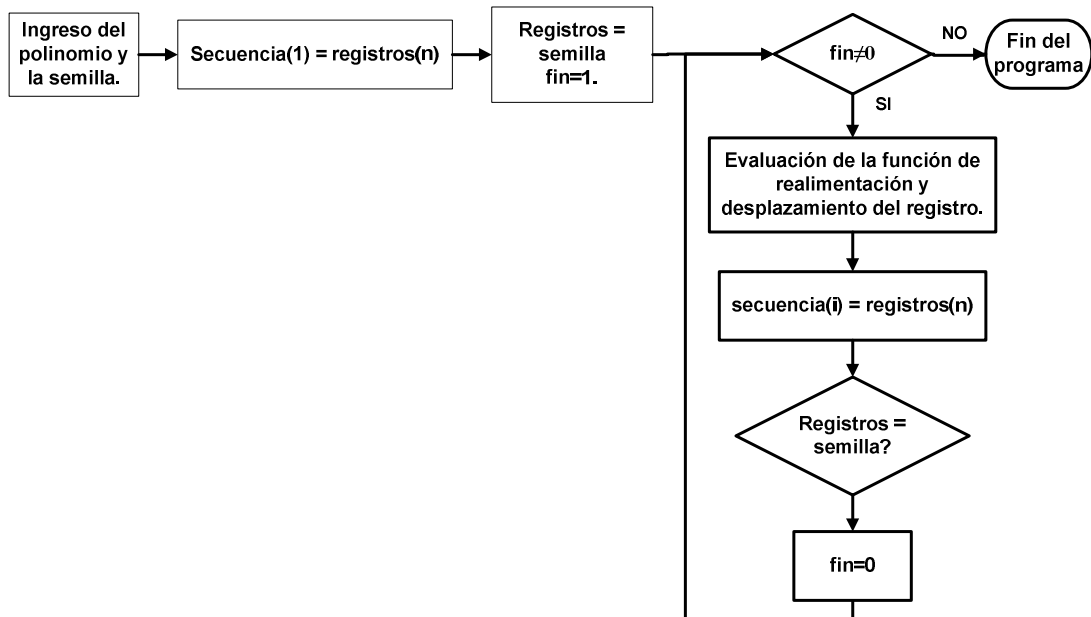 Ingreso del
polinomio y
la semilla.
Secuencia(1) = registros(n)
Registros =
semilla
fin=1.
fin≠0
NO
Fin del
programa
SI
Evaluación de la función de
realimentación y
desplazamiento del registro.
secuencia(i) = registros(n)
Registros =
semilla?
fin=0